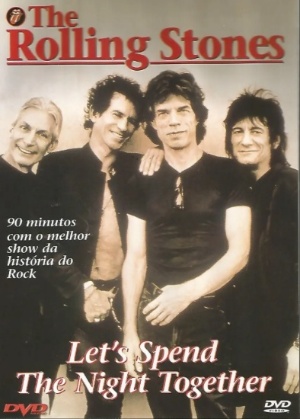 The
Rolling Stones
90 minutos
com o melhor
show da
história do
Rock
Let's Spend
The Night Together
DVD
DVD
VIDEO